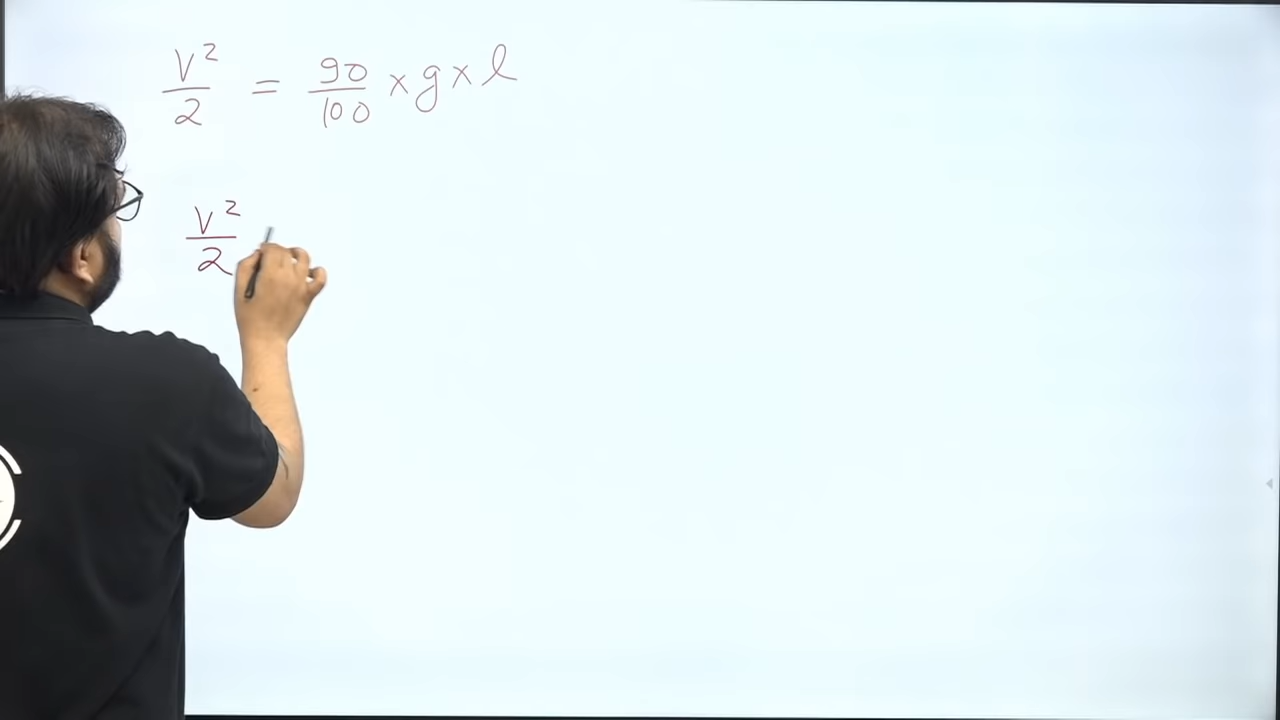 V²/2 = 90/100 × g × l
V²/2